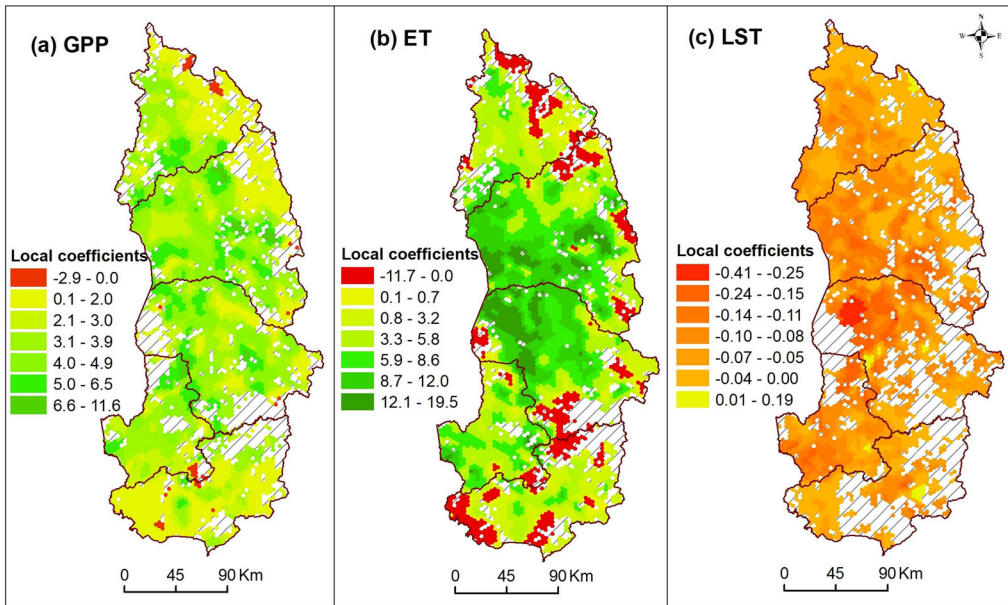 (a) GPP
Local coefficients
-2.9 - 0.0
0.1 - 2.0
2.1 - 3.0
3.1 - 3.9
4.0 - 4.9
5.0 - 6.5
6.6 - 11.6
0 45 90 Km
(b) ET
Local coefficients
-11.7 - 0.0
0.1 - 0.7
0.8 - 3.2
3.3 - 5.8
5.9 - 8.6
8.7 - 12.0
12.1 - 19.5
0 45 90 Km
(c) LST
N
W E
S
Local coefficients
-0.41 - -0.25
-0.24 - -0.15
-0.14 - -0.11
-0.10 - -0.08
-0.07 - -0.05
-0.04 - 0.00
0.01 - 0.19
0 45 90 Km